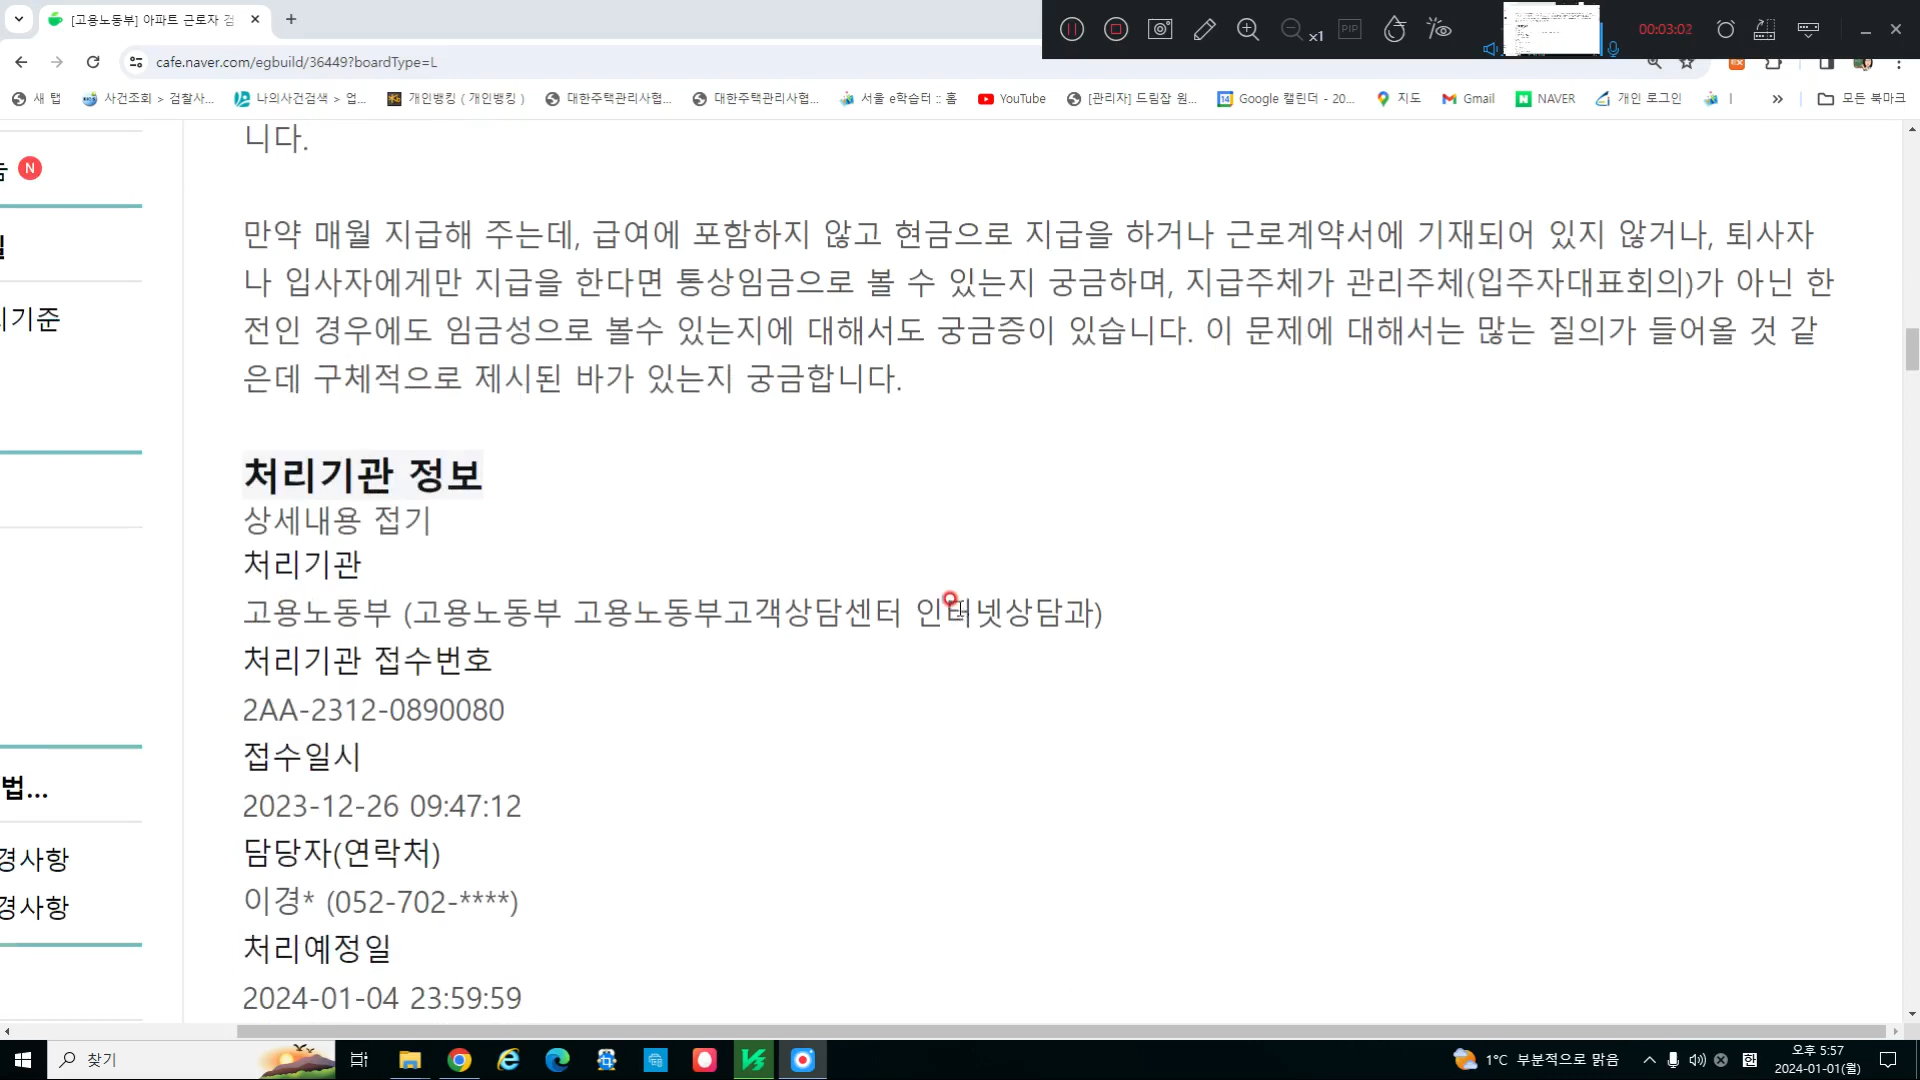 [고용노동부] 아파트 근로자 검
cafe.naver.com/egbuild/36449?boardType=L
x1
PIP
00:03:02
새 탭
사건조회 > 검찰사...
나의사건검색 > 업...
개인뱅킹 ( 개인뱅킹 )
대한주택관리사협...
대한주택관리사협...
서울 e학습터 :: 홈
YouTube
[관리자] 드림잡 원...
Google 캘린더 - 20...
지도
Gmail
NAVER
개인 로그인
모든 북마크
N
리기준
법...
경사항
경사항
니다.
만약 매월 지급해 주는데, 급여에 포함하지 않고 현금으로 지급을 하거나 근로계약서에 기재되어 있지 않거나, 퇴사자
나 입사자에게만 지급을 한다면 통상임금으로 볼 수 있는지 궁금하며, 지급주체가 관리주체(입주자대표회의)가 아닌 한
전인 경우에도 임금성으로 볼수 있는지에 대해서도 궁금증이 있습니다. 이 문제에 대해서는 많은 질의가 들어올 것 같
은데 구체적으로 제시된 바가 있는지 궁금합니다.
처리기관 정보
상세내용 접기
처리기관
고용노동부 (고용노동부 고용노동부고객상담센터 인터넷상담과)
처리기관 접수번호
2AA-2312-0890080
접수일시
2023-12-26 09:47:12
담당자(연락처)
이경* (052-702-****)
처리예정일
2024-01-04 23:59:59
찾기
1°C 부분적으로 맑음
한
오후 5:57
2024-01-01(월)